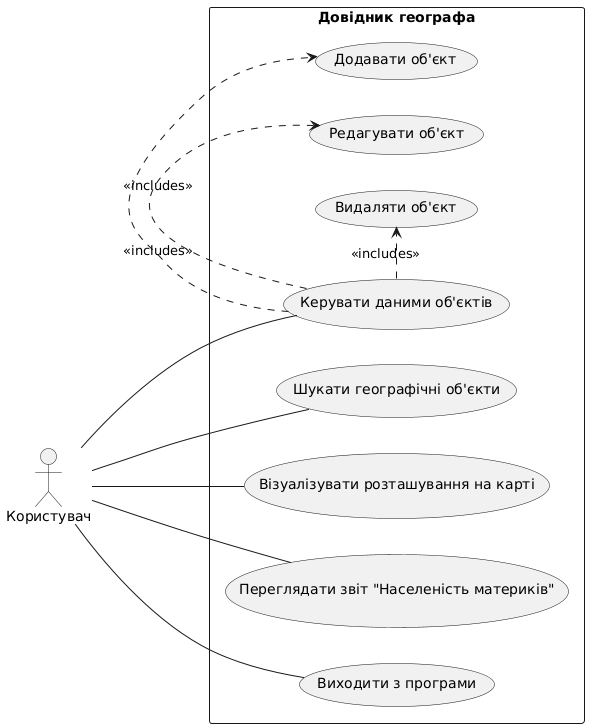 Довідник географа
Додавати об'єкт
Редагувати об'єкт
«includes»
Видаляти об'єкт
«includes»
«includes»
Керувати даними об'єктів
Шукати географічні об'єкти
Візуалізувати розташування на карті
Користувач
Переглядати звіт "Населеність материків"
Виходити з програми